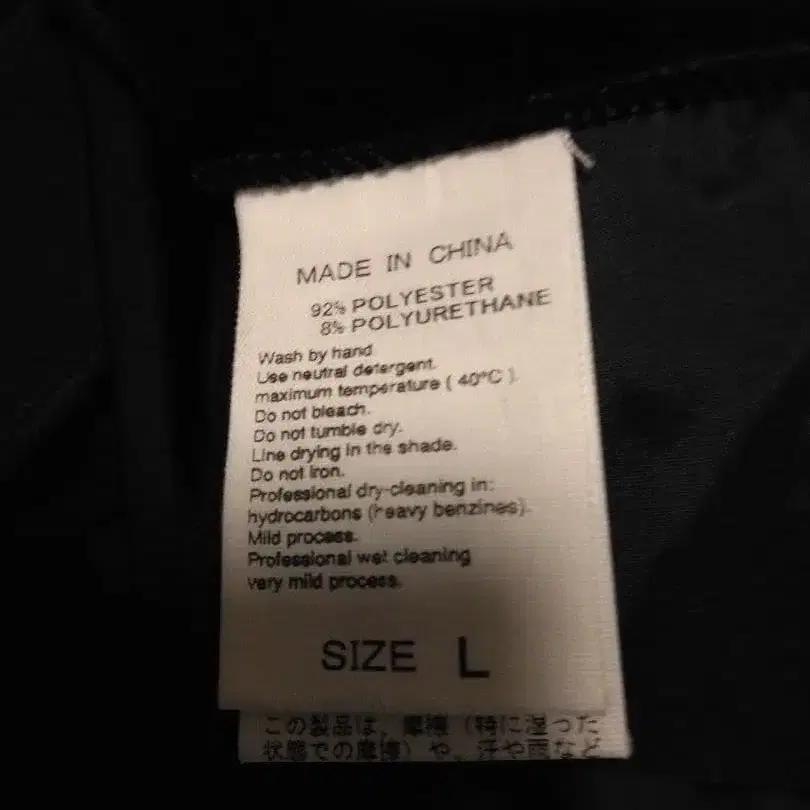 MADE IN CHINA
92% POLYESTER
8% POLYURETHANE
Wash by hand
Use neutral detergent.
maximum temperature ( 40°C ).
Do not bleach.
Do not tumble dry.
Line drying in the shade.
Do not iron.
Professional dry-cleaning in:
hydrocarbons (heavy benzines).
Mild process.
Professional wet cleaning
very mild process.
SIZE L
この製品は、摩擦（特に湿った
状態での摩擦）や、汗や雨など